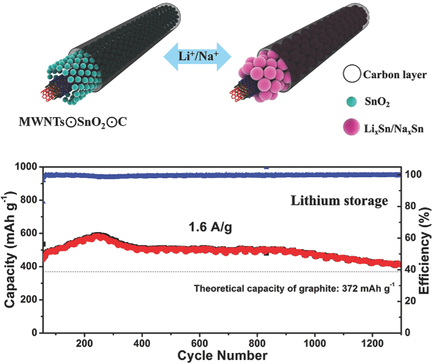 Li⁺/Na⁺
MWNTs⊙SnO₂⊙C
Carbon layer
SnO₂
LiₓSn/NaₓSn
Lithium storage
1.6 A/g
Theoretical capacity of graphite: 372 mAh g⁻¹
Capacity (mAh g⁻¹)
1000
800
600
400
200
0
Efficiency (%)
100
80
60
40
20
0
200 400 600 800 1000 1200
Cycle Number